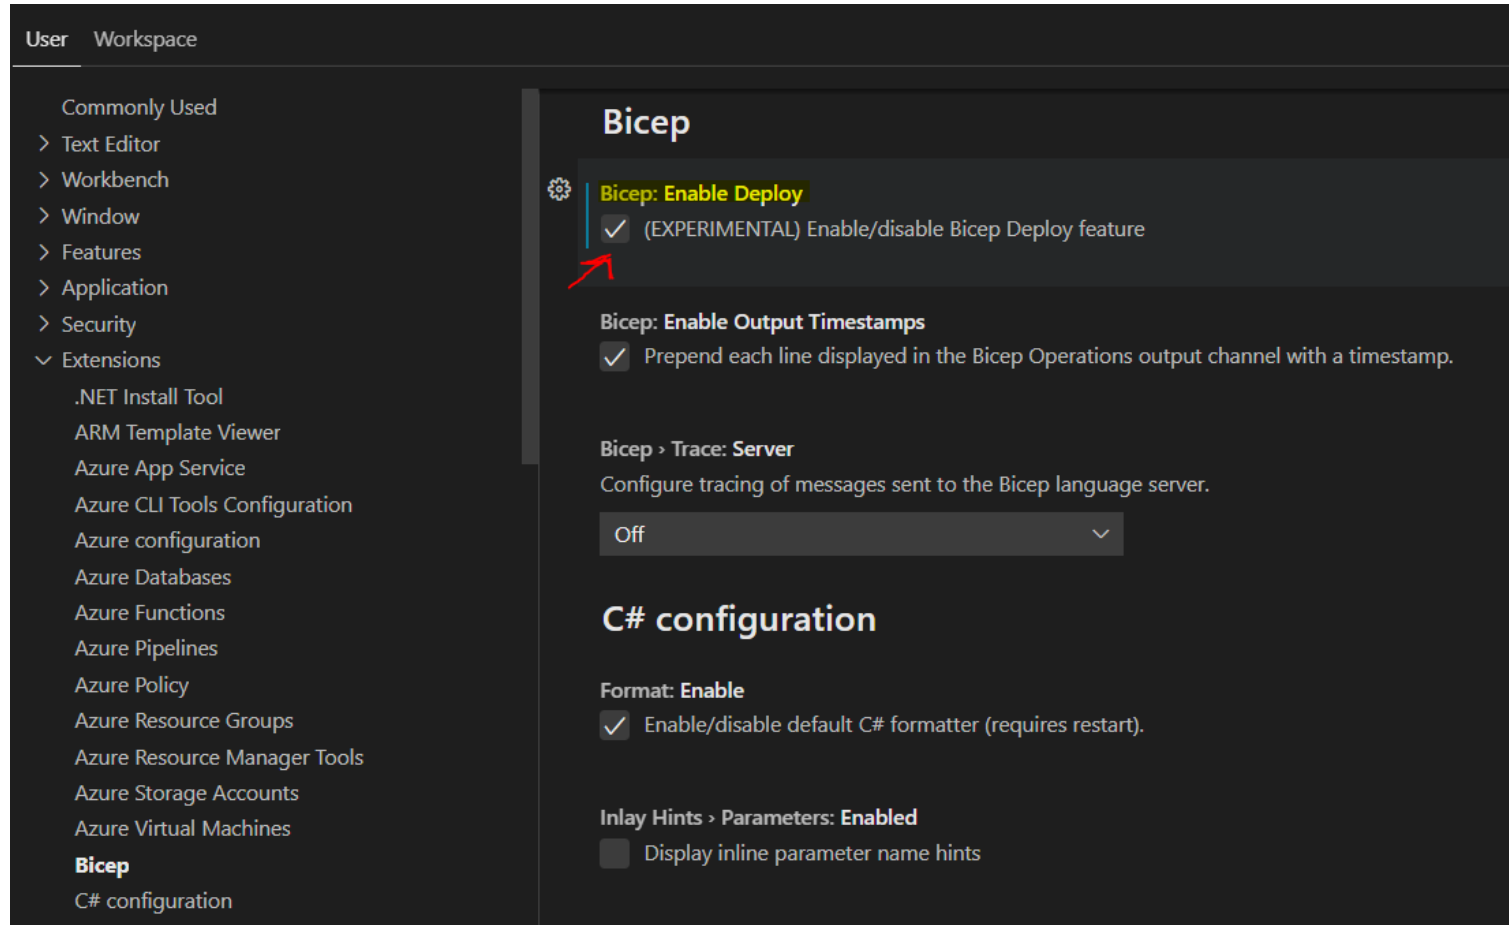 User Workspace
Commonly Used
Text Editor
Workbench
Window
Features
Application
Security
Extensions
.NET Install Tool
ARM Template Viewer
Azure App Service
Azure CLI Tools Configuration
Azure configuration
Azure Databases
Azure Functions
Azure Pipelines
Azure Policy
Azure Resource Groups
Azure Resource Manager Tools
Azure Storage Accounts
Azure Virtual Machines
Bicep
C# configuration
Bicep
Bicep: Enable Deploy
(EXPERIMENTAL) Enable/disable Bicep Deploy feature
Bicep: Enable Output Timestamps
Prepend each line displayed in the Bicep Operations output channel with a timestamp.
Bicep › Trace: Server
Configure tracing of messages sent to the Bicep language server.
Off
C# configuration
Format: Enable
Enable/disable default C# formatter (requires restart).
Inlay Hints › Parameters: Enabled
Display inline parameter name hints